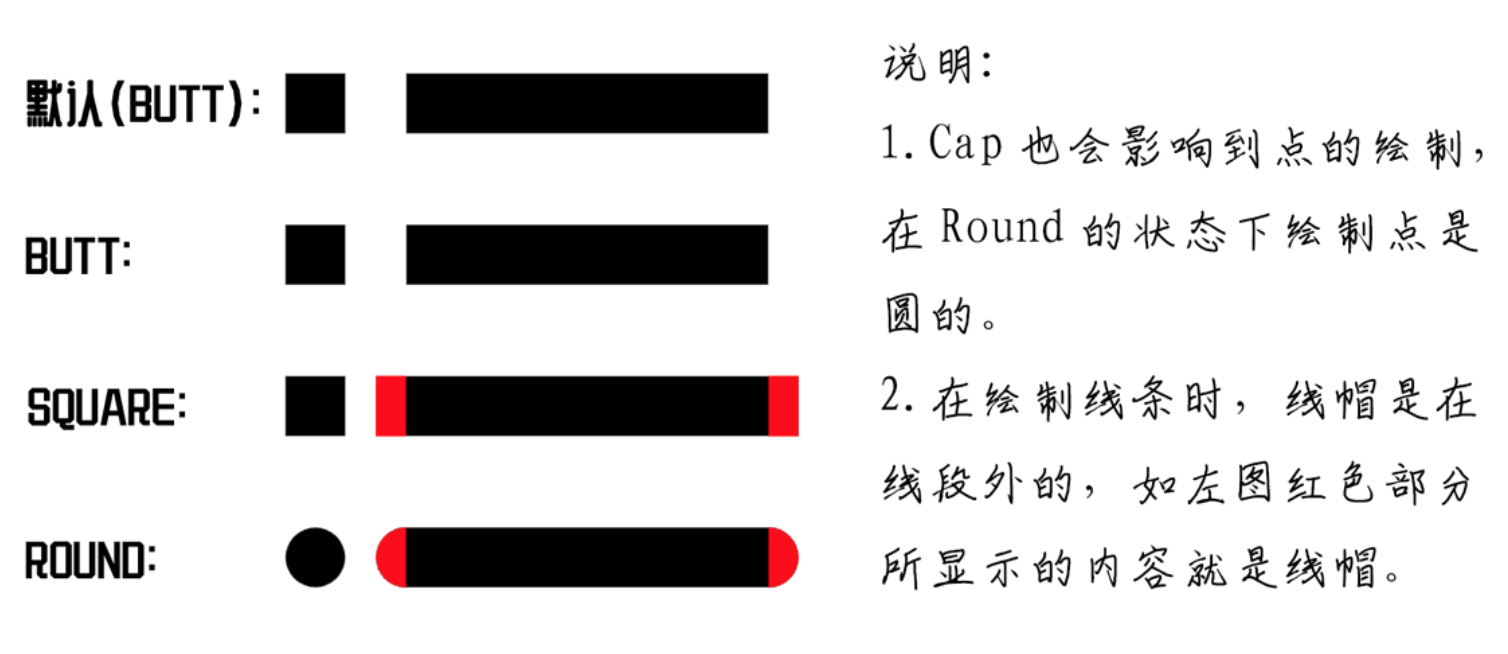 默认(BUTT):
BUTT:
SQUARE:
ROUND:
说明:
1.Cap 也会影响到点的绘制,
在 Round 的状态下绘制点是
圆的。
2.在绘制线条时，线帽是在
线段外的，如左图红色部分
所显示的内容就是线帽。